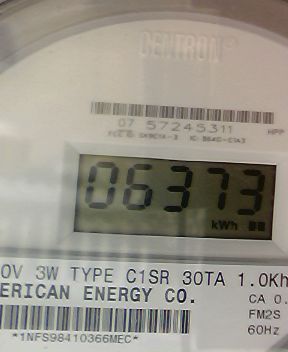 CENTRON®
07 57245311
HPP
06373
kWh
0V 3W TYPE C1SR 30TA 1.0Kh
ERICAN ENERGY CO.
CA 0.
FM2S
60Hz
*1NFS98410366MEC*